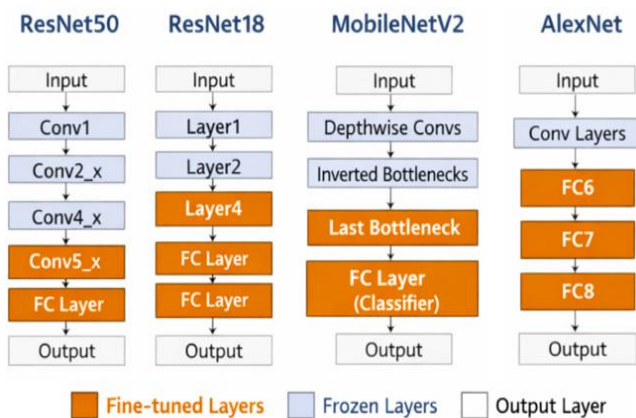 ResNet50
Input
Conv1
Conv2_x
Conv4_x
Conv5_x
FC Layer
Output
ResNet18
Input
Layer1
Layer2
Layer4
FC Layer
FC Layer
Output
MobileNetV2
Input
Depthwise Convs
Inverted Bottlenecks
Last Bottleneck
FC Layer
(Classifier)
Output
AlexNet
Input
Conv Layers
FC6
FC7
FC8
Output
Fine-tuned Layers
Frozen Layers
Output Layer